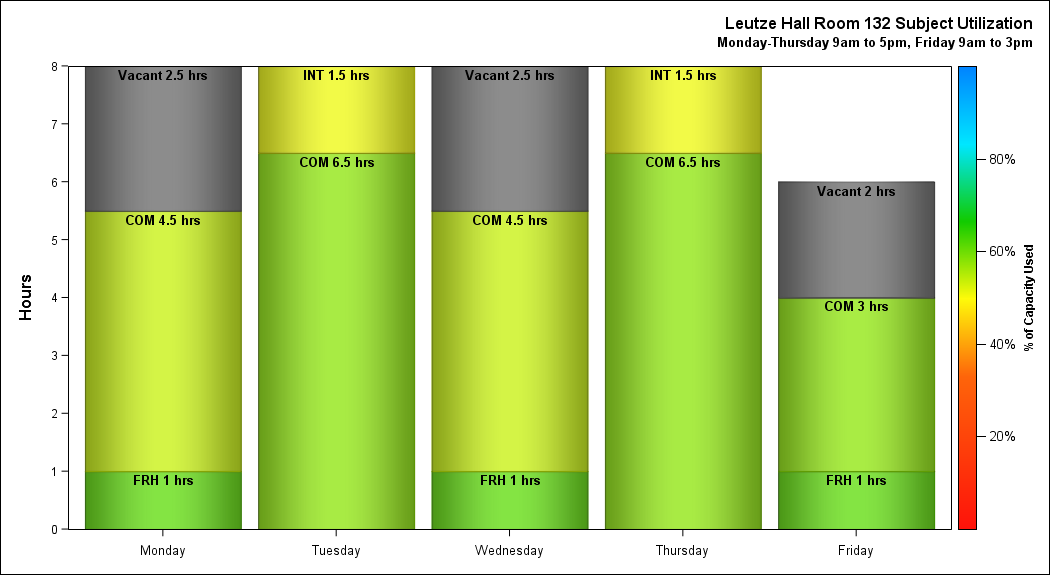 Leutze Hall Room 132 Subject Utilization
Monday-Thursday 9am to 5pm, Friday 9am to 3pm
Hours
8
7
6
5
4
3
2
1
0
Vacant 2.5 hrs
COM 4.5 hrs
FRH 1 hrs
INT 1.5 hrs
COM 6.5 hrs
Vacant 2.5 hrs
COM 4.5 hrs
FRH 1 hrs
INT 1.5 hrs
COM 6.5 hrs
Vacant 2 hrs
COM 3 hrs
FRH 1 hrs
Monday
Tuesday
Wednesday
Thursday
Friday
80%
60%
40%
20%
% of Capacity Used